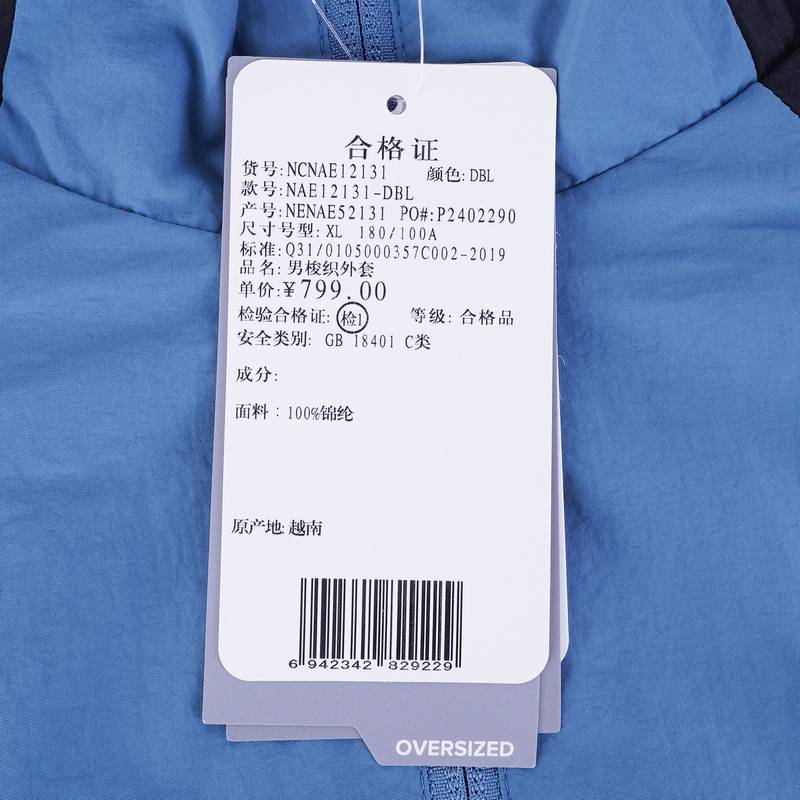 合格证
货号:NCNAE12131 颜色:DBL
款号:NAE12131-DBL
产号:NENAE52131 PO#:P2402290
尺寸号型:XL 180/100A
标准:Q31/0105000357C002-2019
品名:男梭织外套
单价:¥799.00
检验合格证:检1 等级:合格品
安全类别: GB 18401 C类
成分:
面料：100%锦纶
原产地:越南
6 942342 829229
OVERSIZED